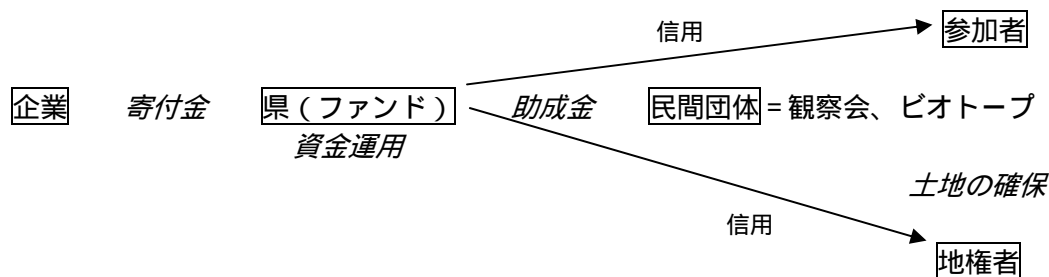 信用
参加者
企業 寄付金 県(ファンド) 助成金 民間団体=観察会、ビオトープ
資金運用
土地の確保
信用
地権者